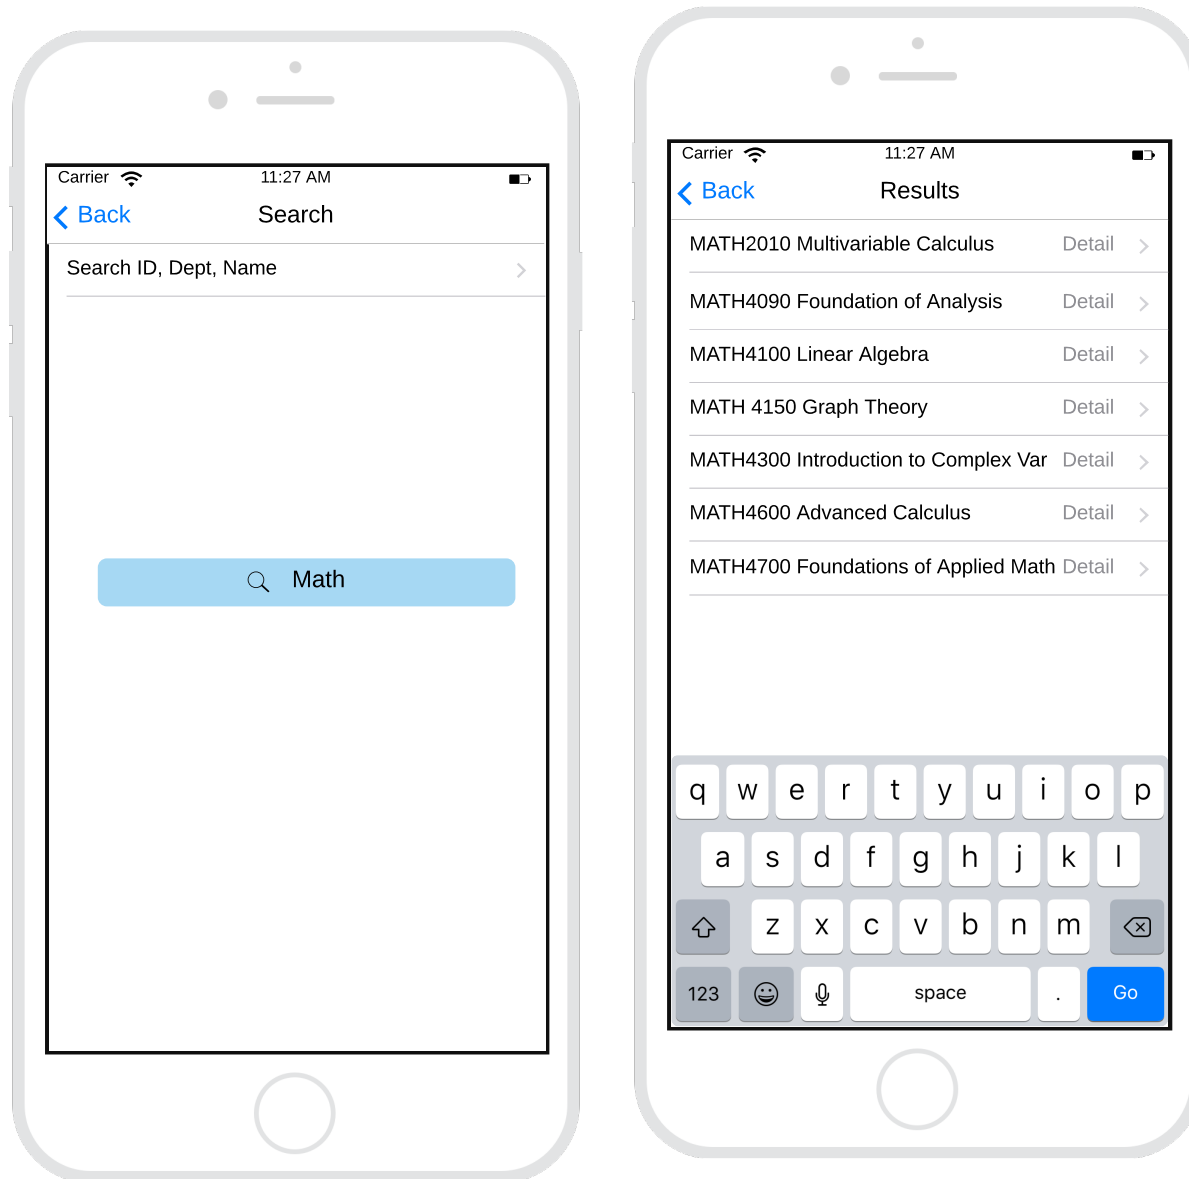 Carrier 11:27 AM
Back Search
Search ID, Dept, Name
Math
Carrier 11:27 AM
Back Results
MATH2010 Multivariable Calculus Detail
MATH4090 Foundation of Analysis Detail
MATH4100 Linear Algebra Detail
MATH 4150 Graph Theory Detail
MATH4300 Introduction to Complex Var Detail
MATH4600 Advanced Calculus Detail
MATH4700 Foundations of Applied Math Detail
q w e r t y u i o p
a s d f g h j k l
z x c v b n m
123 space . Go